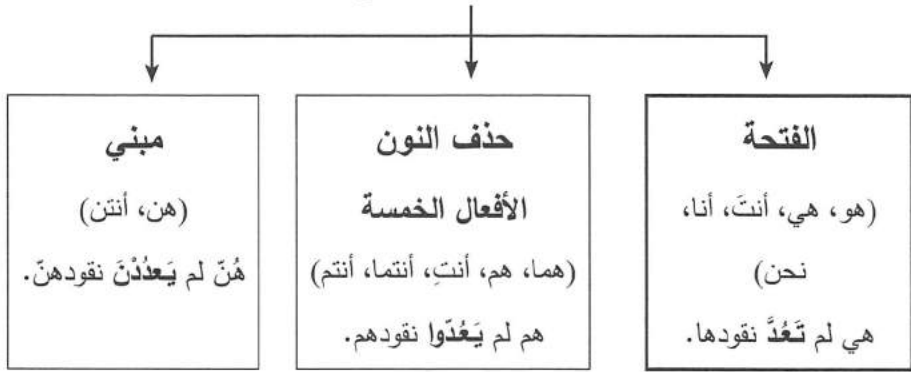 الفتحة
(هو، هي، أنتَ، أنا،
نحن)
هي لم تَعُدَّ نقودها.
حذف النون
الأفعال الخمسة
(هما، هم، أنتِ، أنتما، أنتم)
هم لم يَعُدّوا نقودهم.
مبني
(هن، أنتن)
هُنّ لم يَعدُدْنَ نقودهنّ.